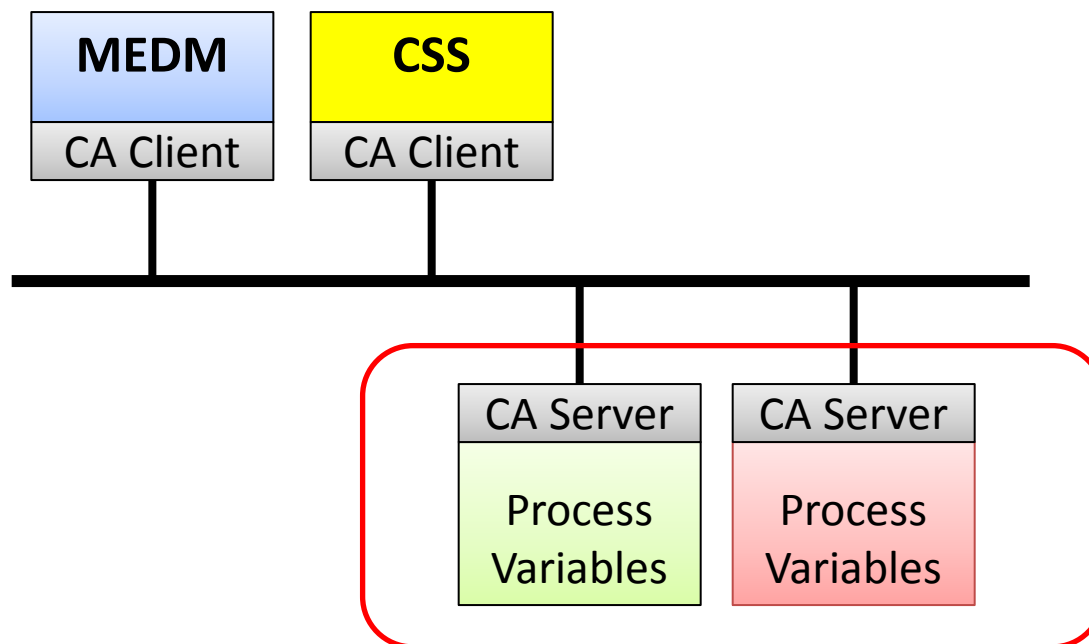 MEDM
CA Client
CSS
CA Client
CA Server
Process
Variables
CA Server
Process
Variables